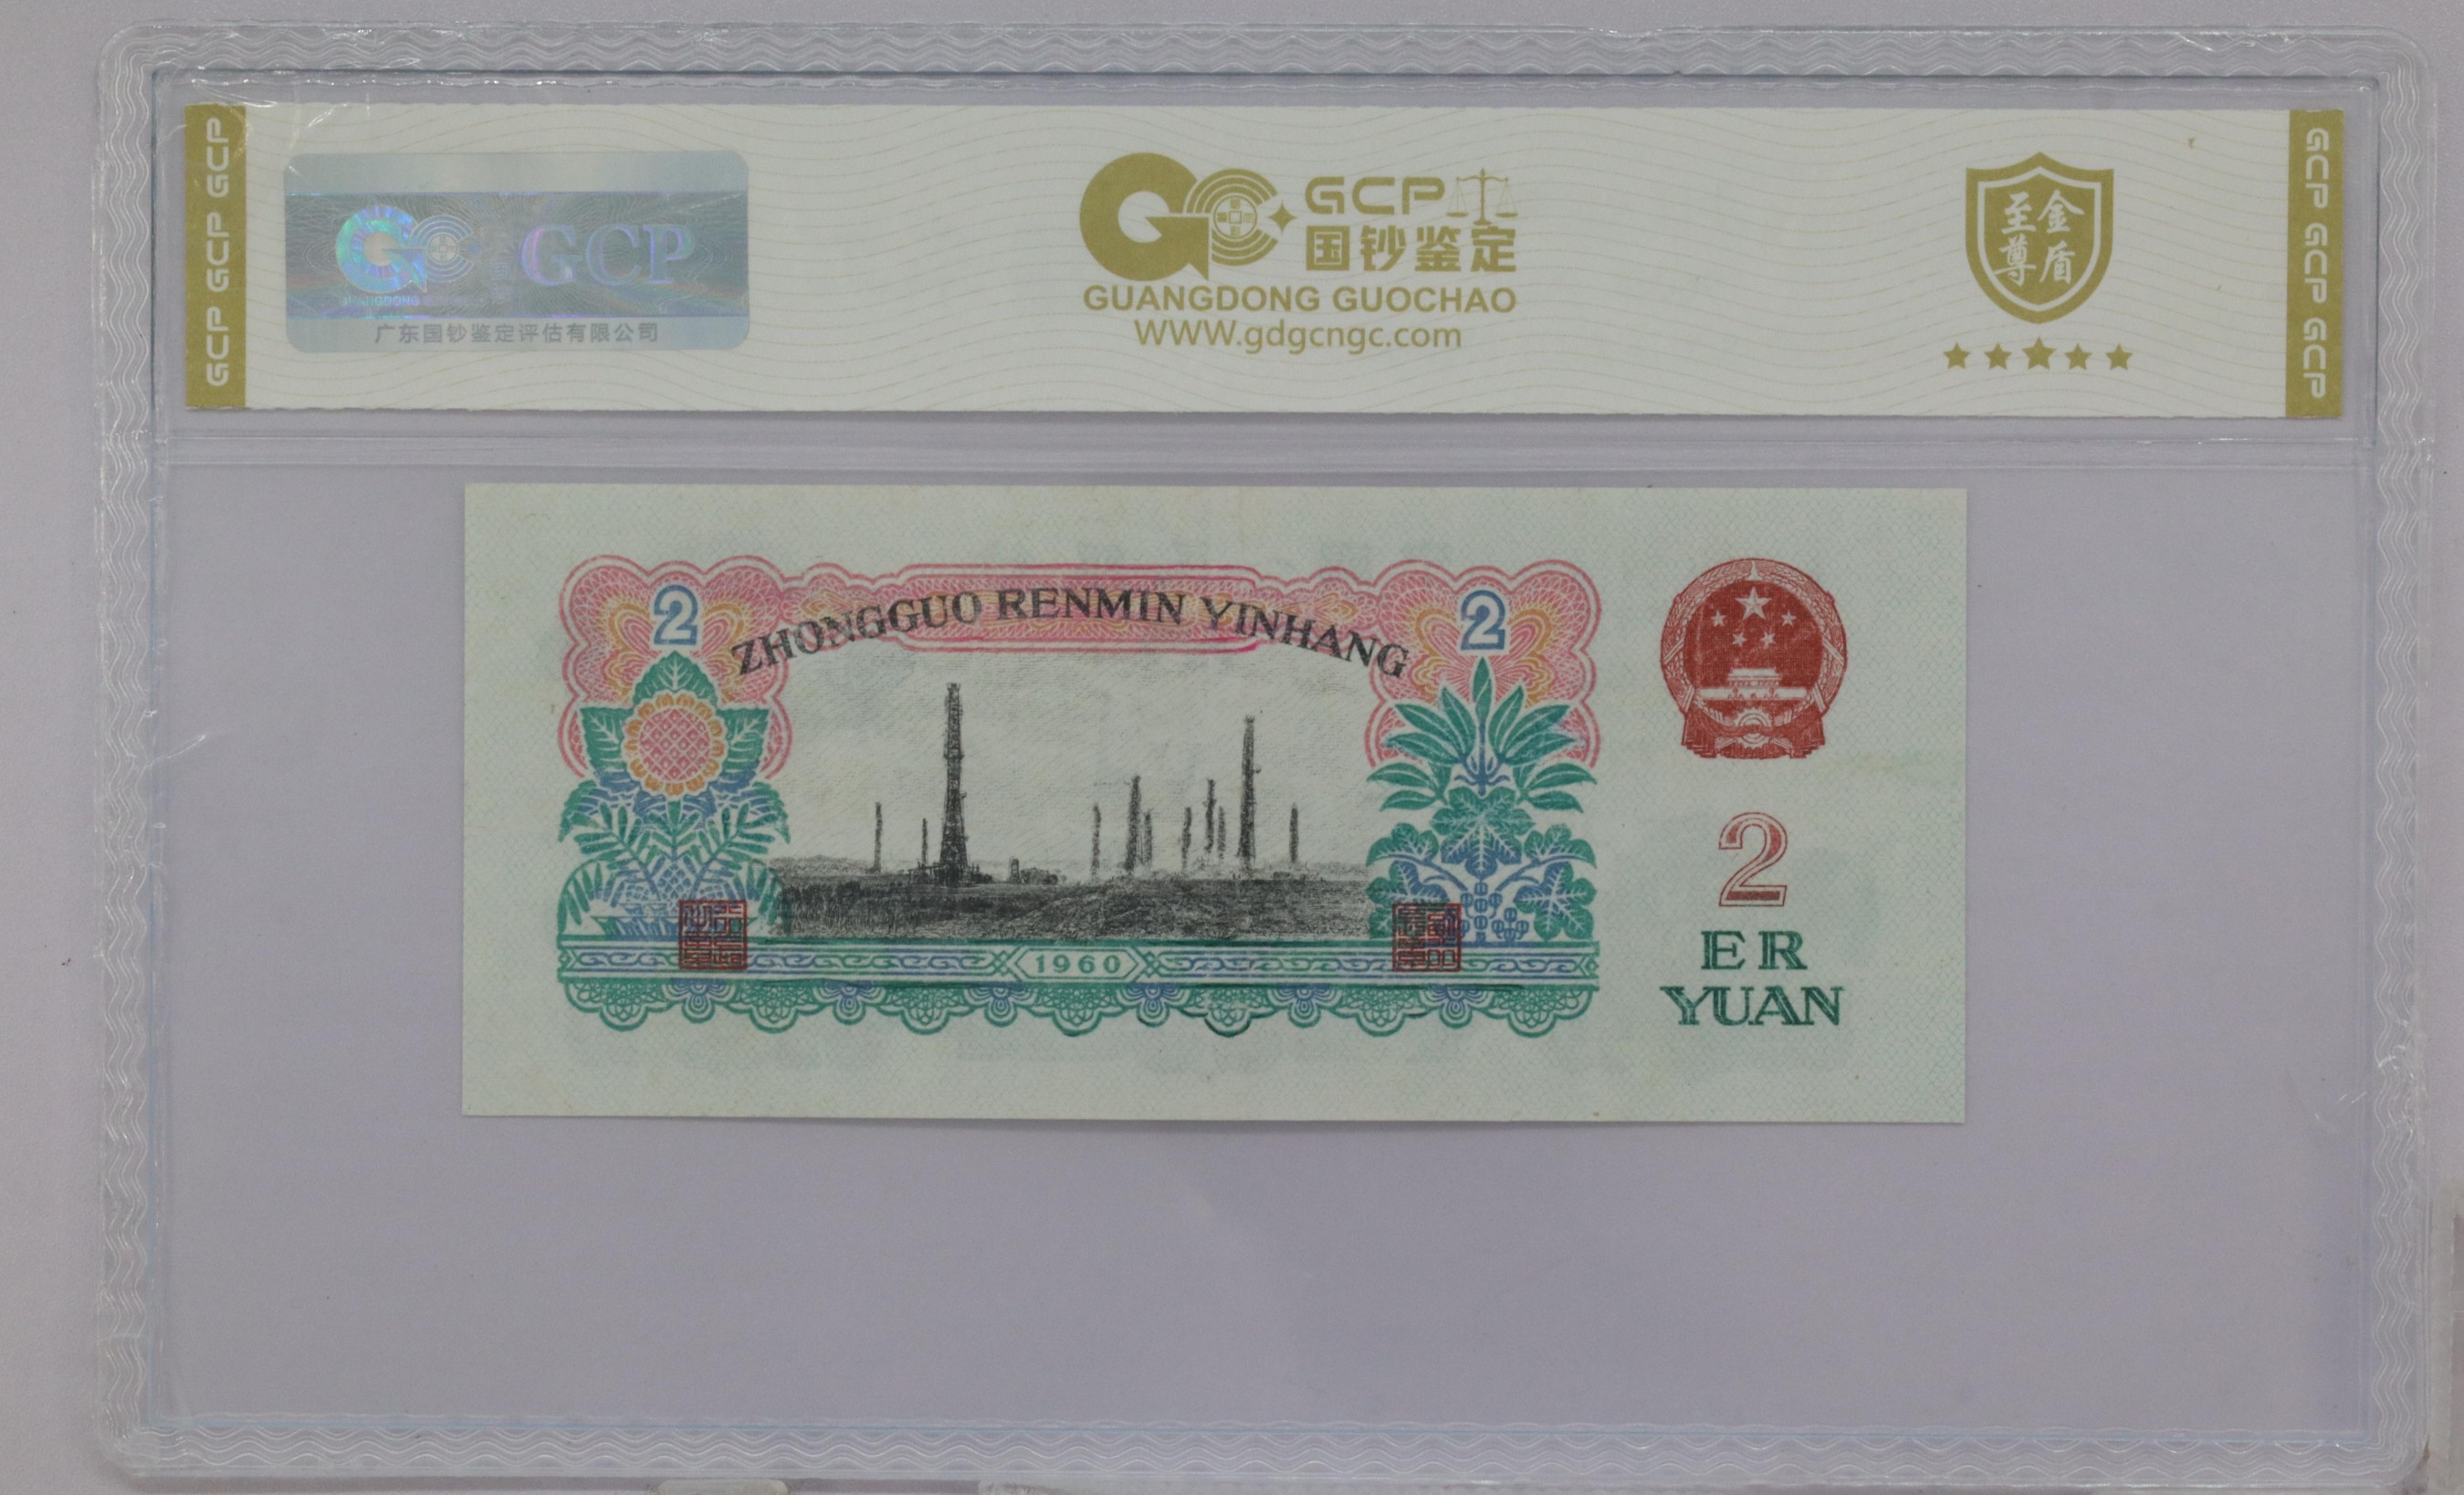 GCP GCP GCP
GCP
GUANGDONG
广东国钞鉴定评估有限公司
GCP
国钞鉴定
GUANGDONG GUOCHAO
WWW.gdgcngc.com
至尊
金盾
GCP GCP GCP
2
ZHONGGUO RENMIN YINHANG
2
1960
2
ER
YUAN